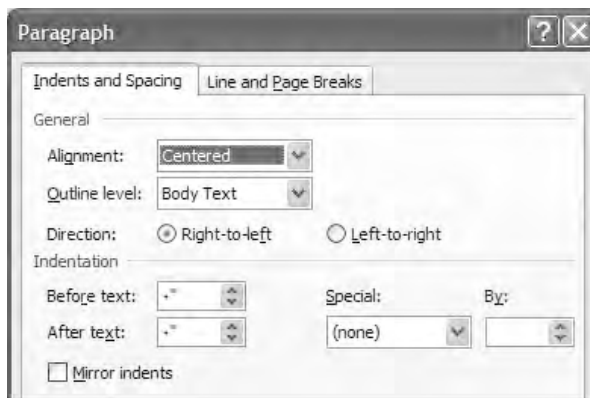 Paragraph
Indents and Spacing Line and Page Breaks
General
Alignment: Centered
Outline level: Body Text
Direction: Right-to-left Left-to-right
Indentation
Before text: Special: By:
After text: (none)
Mirror indents